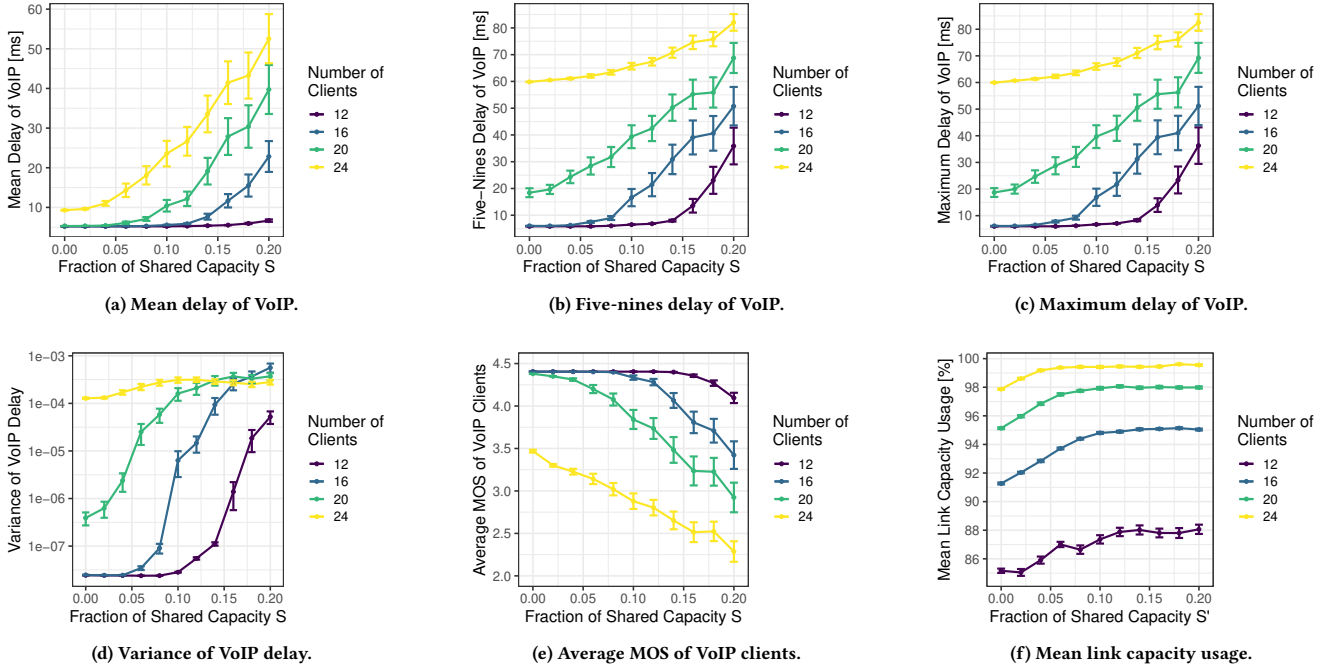 Mean Delay of VoIP [ms]
60
50
40
30
20
10
0.00 0.05 0.10 0.15 0.20
Fraction of Shared Capacity S
Number of
Clients
12
16
20
24
(a) Mean delay of VoIP.
Five−Nines Delay of VoIP [ms]
80
70
60
50
40
30
20
10
0.00 0.05 0.10 0.15 0.20
Fraction of Shared Capacity S
Number of
Clients
12
16
20
24
(b) Five-nines delay of VoIP.
Maximum Delay of VoIP [ms]
80
70
60
50
40
30
20
10
0.00 0.05 0.10 0.15 0.20
Fraction of Shared Capacity S
Number of
Clients
12
16
20
24
(c) Maximum delay of VoIP.
Variance of VoIP Delay
1e−03
1e−04
1e−05
1e−06
1e−07
0.00 0.05 0.10 0.15 0.20
Fraction of Shared Capacity S
Number of
Clients
12
16
20
24
(d) Variance of VoIP delay.
Average MOS of VoIP Clients
4.5
4.0
3.5
3.0
2.5
2.0
0.00 0.05 0.10 0.15 0.20
Fraction of Shared Capacity S
Number of
Clients
12
16
20
24
(e) Average MOS of VoIP clients.
Mean Link Capacity Usage [%]
100
98
96
94
92
90
88
86
0.00 0.05 0.10 0.15 0.20
Fraction of Shared Capacity S'
Number of
Clients
12
16
20
24
(f) Mean link capacity usage.